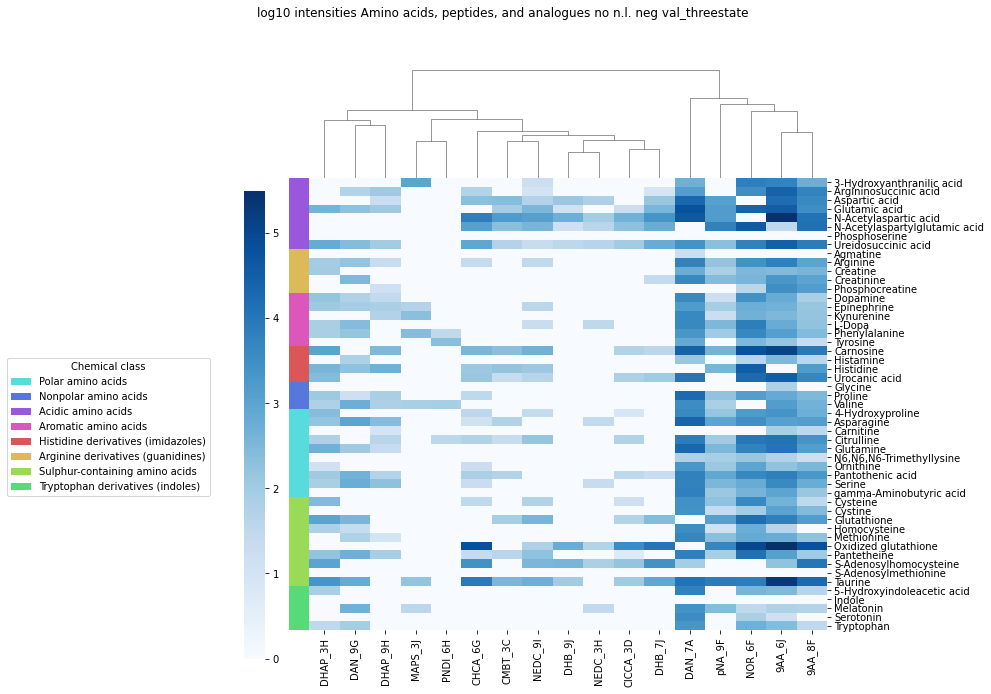 log10 intensities Amino acids, peptides, and analogues no n.l. neg val_threestate
3-Hydroxyanthranilic acid
Argininosuccinic acid
Aspartic acid
Glutamic acid
N-Acetylaspartic acid
N-Acetylaspartylglutamic acid
Phosphoserine
Ureidosuccinic acid
Agmatine
Arginine
Creatine
Creatinine
Phosphocreatine
Dopamine
Epinephrine
Kynurenine
L-Dopa
Phenylalanine
Tyrosine
Carnosine
Histamine
Histidine
Urocanic acid
Glycine
Proline
Valine
4-Hydroxyproline
Asparagine
Carnitine
Citrulline
Glutamine
N6,N6,N6-Trimethyllysine
Ornithine
Pantothenic acid
Serine
gamma-Aminobutyric acid
Cysteine
Cystine
Glutathione
Homocysteine
Methionine
Oxidized glutathione
Pantetheine
S-Adenosylhomocysteine
S-Adenosylmethionine
Taurine
5-Hydroxyindoleacetic acid
Indole
Melatonin
Serotonin
Tryptophan
5
4
3
2
1
0
Chemical class
Polar amino acids
Nonpolar amino acids
Acidic amino acids
Aromatic amino acids
Histidine derivatives (imidazoles)
Arginine derivatives (guanidines)
Sulphur-containing amino acids
Tryptophan derivatives (indoles)
DHAP_3H
DAN_9G
DHAP_9H
MAPS_3J
PNDI_6H
CHCA_6G
CMBT_3C
NEDC_9I
DHB_9J
NEDC_3H
ClCCA_3D
DHB_7J
DAN_7A
pNA_9F
NOR_6F
9AA_6J
9AA_8F